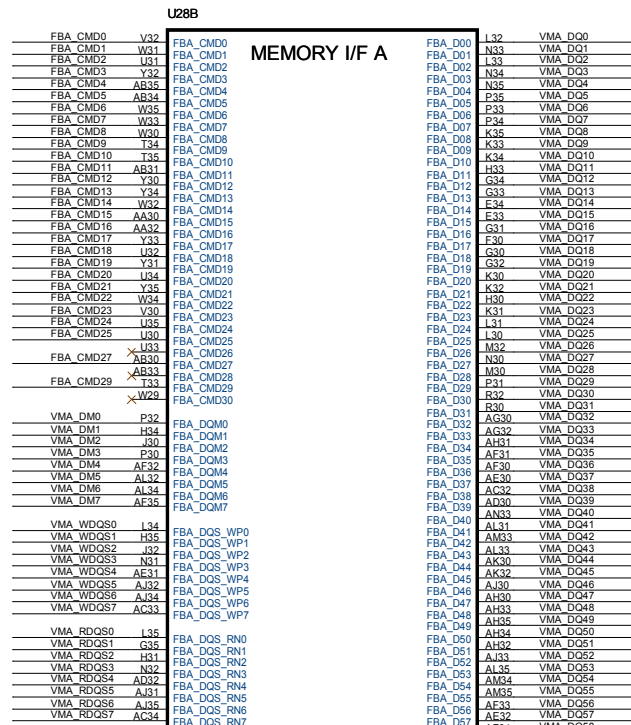 U28B
MEMORY I/F A
FBA_CMD0 V32 FBA_CMD0 FBA_D00 L32 VMA_DQ0
FBA_CMD1 W31 FBA_CMD1 FBA_D01 N33 VMA_DQ1
FBA_CMD2 U31 FBA_CMD2 FBA_D02 L33 VMA_DQ2
FBA_CMD3 Y32 FBA_CMD3 FBA_D03 N34 VMA_DQ3
FBA_CMD4 AB35 FBA_CMD4 FBA_D04 N35 VMA_DQ4
FBA_CMD5 AB34 FBA_CMD5 FBA_D05 P35 VMA_DQ5
FBA_CMD6 W35 FBA_CMD6 FBA_D06 P33 VMA_DQ6
FBA_CMD7 W33 FBA_CMD7 FBA_D07 P34 VMA_DQ7
FBA_CMD8 W30 FBA_CMD8 FBA_D08 K35 VMA_DQ8
FBA_CMD9 T34 FBA_CMD9 FBA_D09 K33 VMA_DQ9
FBA_CMD10 T35 FBA_CMD10 FBA_D10 K34 VMA_DQ10
FBA_CMD11 AB31 FBA_CMD11 FBA_D11 H33 VMA_DQ11
FBA_CMD12 Y30 FBA_CMD12 FBA_D12 G34 VMA_DQ12
FBA_CMD13 Y34 FBA_CMD13 FBA_D13 G33 VMA_DQ13
FBA_CMD14 W32 FBA_CMD14 FBA_D14 E34 VMA_DQ14
FBA_CMD15 AA30 FBA_CMD15 FBA_D15 E33 VMA_DQ15
FBA_CMD16 AA32 FBA_CMD16 FBA_D16 G31 VMA_DQ16
FBA_CMD17 Y33 FBA_CMD17 FBA_D17 F30 VMA_DQ17
FBA_CMD18 U32 FBA_CMD18 FBA_D18 G30 VMA_DQ18
FBA_CMD19 Y31 FBA_CMD19 FBA_D19 G32 VMA_DQ19
FBA_CMD20 U34 FBA_CMD20 FBA_D20 K30 VMA_DQ20
FBA_CMD21 Y35 FBA_CMD21 FBA_D21 K32 VMA_DQ21
FBA_CMD22 W34 FBA_CMD22 FBA_D22 H30 VMA_DQ22
FBA_CMD23 V30 FBA_CMD23 FBA_D23 K31 VMA_DQ23
FBA_CMD24 U35 FBA_CMD24 FBA_D24 L31 VMA_DQ24
FBA_CMD25 U30 FBA_CMD25 FBA_D25 L30 VMA_DQ25
U33 FBA_CMD26 FBA_D26 M32 VMA_DQ26
FBA_CMD27 AB30 FBA_CMD27 FBA_D27 N30 VMA_DQ27
AB33 FBA_CMD28 FBA_D28 M30 VMA_DQ28
FBA_CMD29 T33 FBA_CMD29 FBA_D29 P31 VMA_DQ29
W29 FBA_CMD30 FBA_D30 R32 VMA_DQ30
FBA_D31 R30 VMA_DQ31
VMA_DM0 P32 FBA_DQM0 FBA_D32 AG30 VMA_DQ32
VMA_DM1 H34 FBA_DQM1 FBA_D33 AG32 VMA_DQ33
VMA_DM2 J30 FBA_DQM2 FBA_D34 AH31 VMA_DQ34
VMA_DM3 P30 FBA_DQM3 FBA_D35 AF31 VMA_DQ35
VMA_DM4 AF32 FBA_DQM4 FBA_D36 AF30 VMA_DQ36
VMA_DM5 AL32 FBA_DQM5 FBA_D37 AE30 VMA_DQ37
VMA_DM6 AL34 FBA_DQM6 FBA_D38 AC32 VMA_DQ38
VMA_DM7 AF35 FBA_DQM7 FBA_D39 AD30 VMA_DQ39
FBA_D40 AN33 VMA_DQ40
VMA_WDQS0 L34 FBA_DQS_WP0 FBA_D41 AL31 VMA_DQ41
VMA_WDQS1 H35 FBA_DQS_WP1 FBA_D42 AM33 VMA_DQ42
VMA_WDQS2 J32 FBA_DQS_WP2 FBA_D43 AL33 VMA_DQ43
VMA_WDQS3 N31 FBA_DQS_WP3 FBA_D44 AK30 VMA_DQ44
VMA_WDQS4 AE31 FBA_DQS_WP4 FBA_D45 AK32 VMA_DQ45
VMA_WDQS5 AJ32 FBA_DQS_WP5 FBA_D46 AJ30 VMA_DQ46
VMA_WDQS6 AJ34 FBA_DQS_WP6 FBA_D47 AH30 VMA_DQ47
VMA_WDQS7 AC33 FBA_DQS_WP7 FBA_D48 AH33 VMA_DQ48
FBA_D49 AH35 VMA_DQ49
VMA_RDQS0 L35 FBA_DQS_RN0 FBA_D50 AH34 VMA_DQ50
VMA_RDQS1 G35 FBA_DQS_RN1 FBA_D51 AH32 VMA_DQ51
VMA_RDQS2 H31 FBA_DQS_RN2 FBA_D52 AJ33 VMA_DQ52
VMA_RDQS3 N32 FBA_DQS_RN3 FBA_D53 AL35 VMA_DQ53
VMA_RDQS4 AD32 FBA_DQS_RN4 FBA_D54 AM34 VMA_DQ54
VMA_RDQS5 AJ31 FBA_DQS_RN5 FBA_D55 AM35 VMA_DQ55
VMA_RDQS6 AJ35 FBA_DQS_RN6 FBA_D56 AF33 VMA_DQ56
VMA_RDQS7 AC34 FBA_DQS_RN7 FBA_D57 AE32 VMA_DQ57